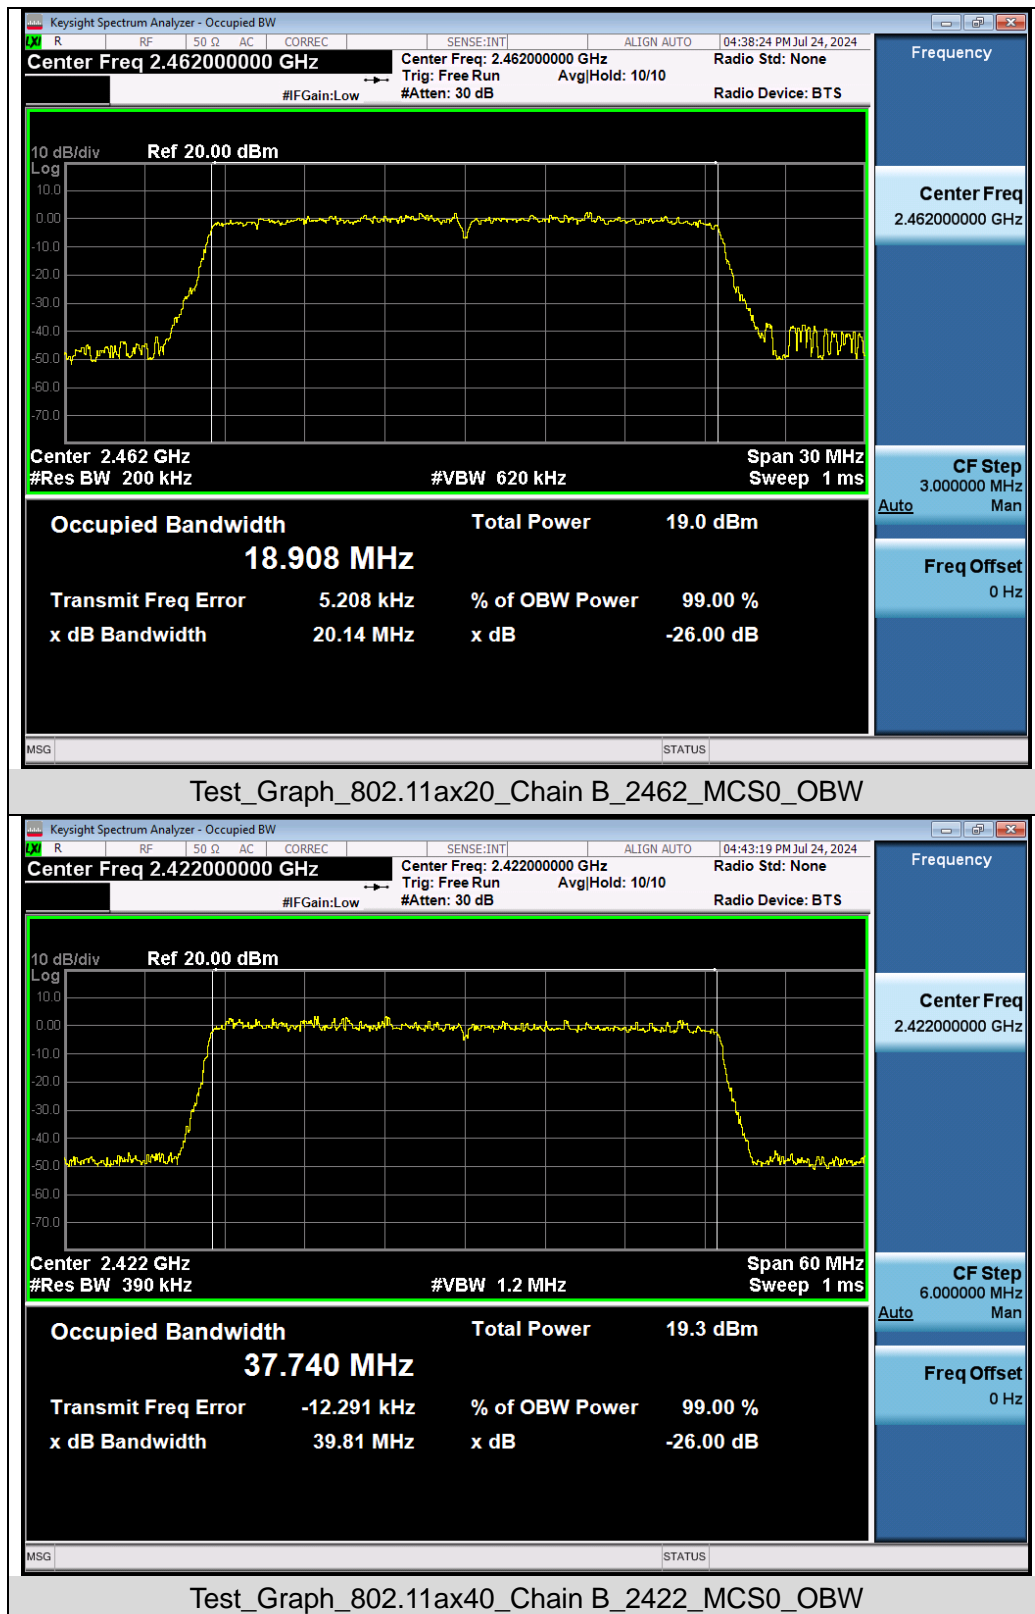 Keysight Spectrum Analyzer - Occupied BW
LXI R RF 50 Ω AC CORREC SENSE:INT ALIGN AUTO 04:38:24 PM Jul 24, 2024
Center Freq 2.462000000 GHz
Center Freq: 2.462000000 GHz
Radio Std: None
Trig: Free Run Avg|Hold: 10/10
#IFGain:Low
#Atten: 30 dB
Radio Device: BTS
Frequency
10 dB/div Ref 20.00 dBm
Log
10.0
0.00
-10.0
-20.0
-30.0
-40.0
-50.0
-60.0
-70.0
Center 2.462 GHz Span 30 MHz
#Res BW 200 kHz #VBW 620 kHz Sweep 1 ms
Center Freq
2.462000000 GHz
CF Step
3.000000 MHz
Auto Man
Freq Offset
0 Hz
Occupied Bandwidth Total Power 19.0 dBm
18.908 MHz
Transmit Freq Error 5.208 kHz % of OBW Power 99.00 %
x dB Bandwidth 20.14 MHz x dB -26.00 dB
MSG STATUS
Test_Graph_802.11ax20_Chain B_2462_MCS0_OBW
Keysight Spectrum Analyzer - Occupied BW
LXI R RF 50 Ω AC CORREC SENSE:INT ALIGN AUTO 04:43:19 PM Jul 24, 2024
Center Freq 2.422000000 GHz
Center Freq: 2.422000000 GHz
Radio Std: None
Trig: Free Run Avg|Hold: 10/10
#IFGain:Low
#Atten: 30 dB
Radio Device: BTS
Frequency
10 dB/div Ref 20.00 dBm
Log
10.0
0.00
-10.0
-20.0
-30.0
-40.0
-50.0
-60.0
-70.0
Center 2.422 GHz Span 60 MHz
#Res BW 390 kHz #VBW 1.2 MHz Sweep 1 ms
Center Freq
2.422000000 GHz
CF Step
6.000000 MHz
Auto Man
Freq Offset
0 Hz
Occupied Bandwidth Total Power 19.3 dBm
37.740 MHz
Transmit Freq Error -12.291 kHz % of OBW Power 99.00 %
x dB Bandwidth 39.81 MHz x dB -26.00 dB
MSG STATUS
Test_Graph_802.11ax40_Chain B_2422_MCS0_OBW